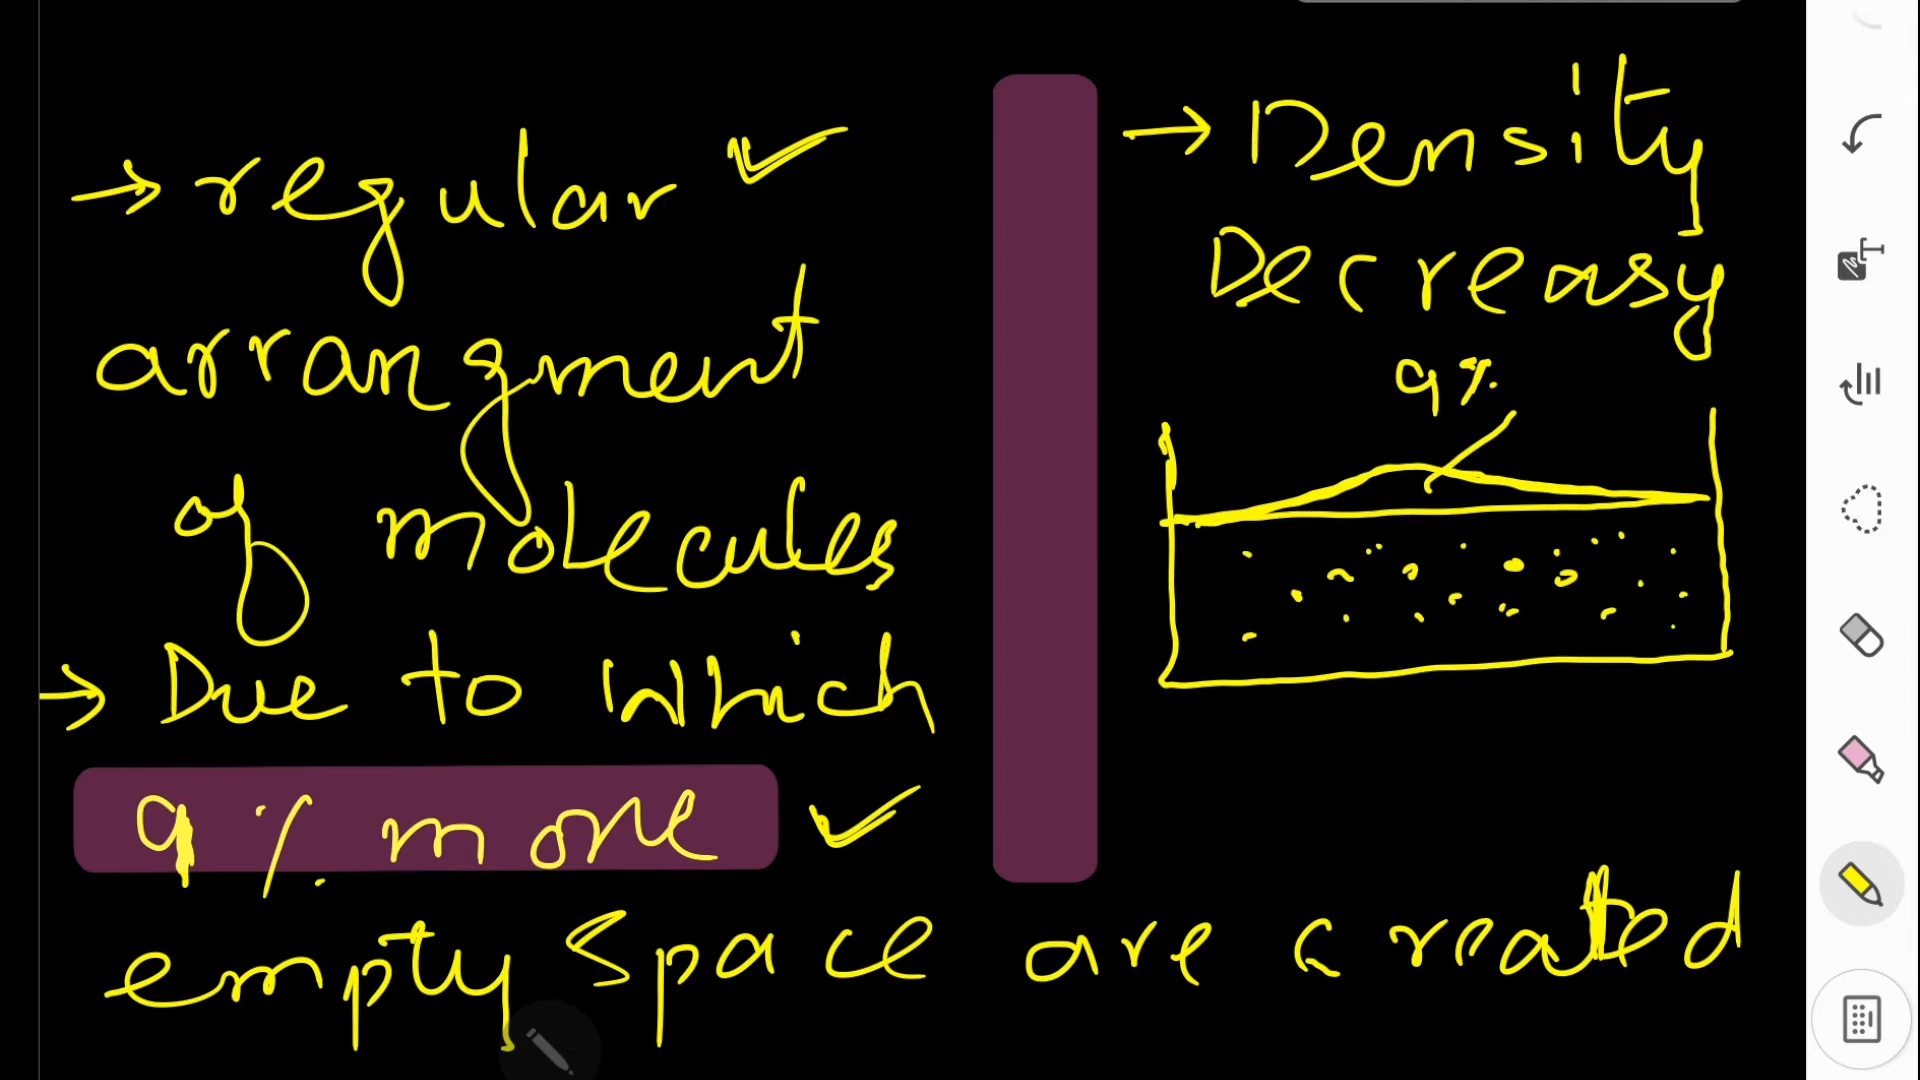 → regular ✓
arrangment
of molecules
→ Due to which
9% more ✓
empty space are created
→ Density
Decreasy
9%